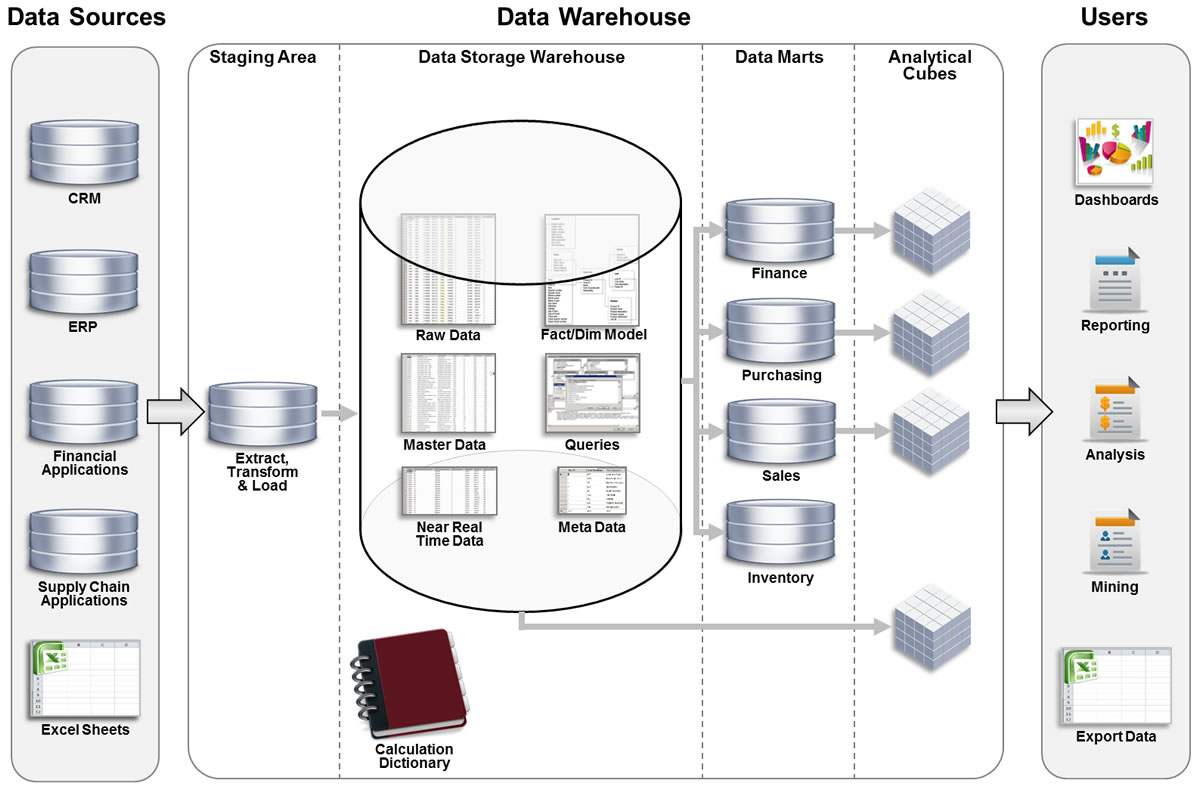 Data Sources
Data Warehouse
Users
Staging Area
Data Storage Warehouse
Data Marts
Analytical
Cubes
CRM
ERP
Financial
Applications
Supply Chain
Applications
Excel Sheets
Extract,
Transform
& Load
Raw Data
Fact/Dim Model
Master Data
Queries
Near Real
Time Data
Meta Data
Calculation
Dictionary
Finance
Purchasing
Sales
Inventory
Dashboards
Reporting
Analysis
Mining
Export Data